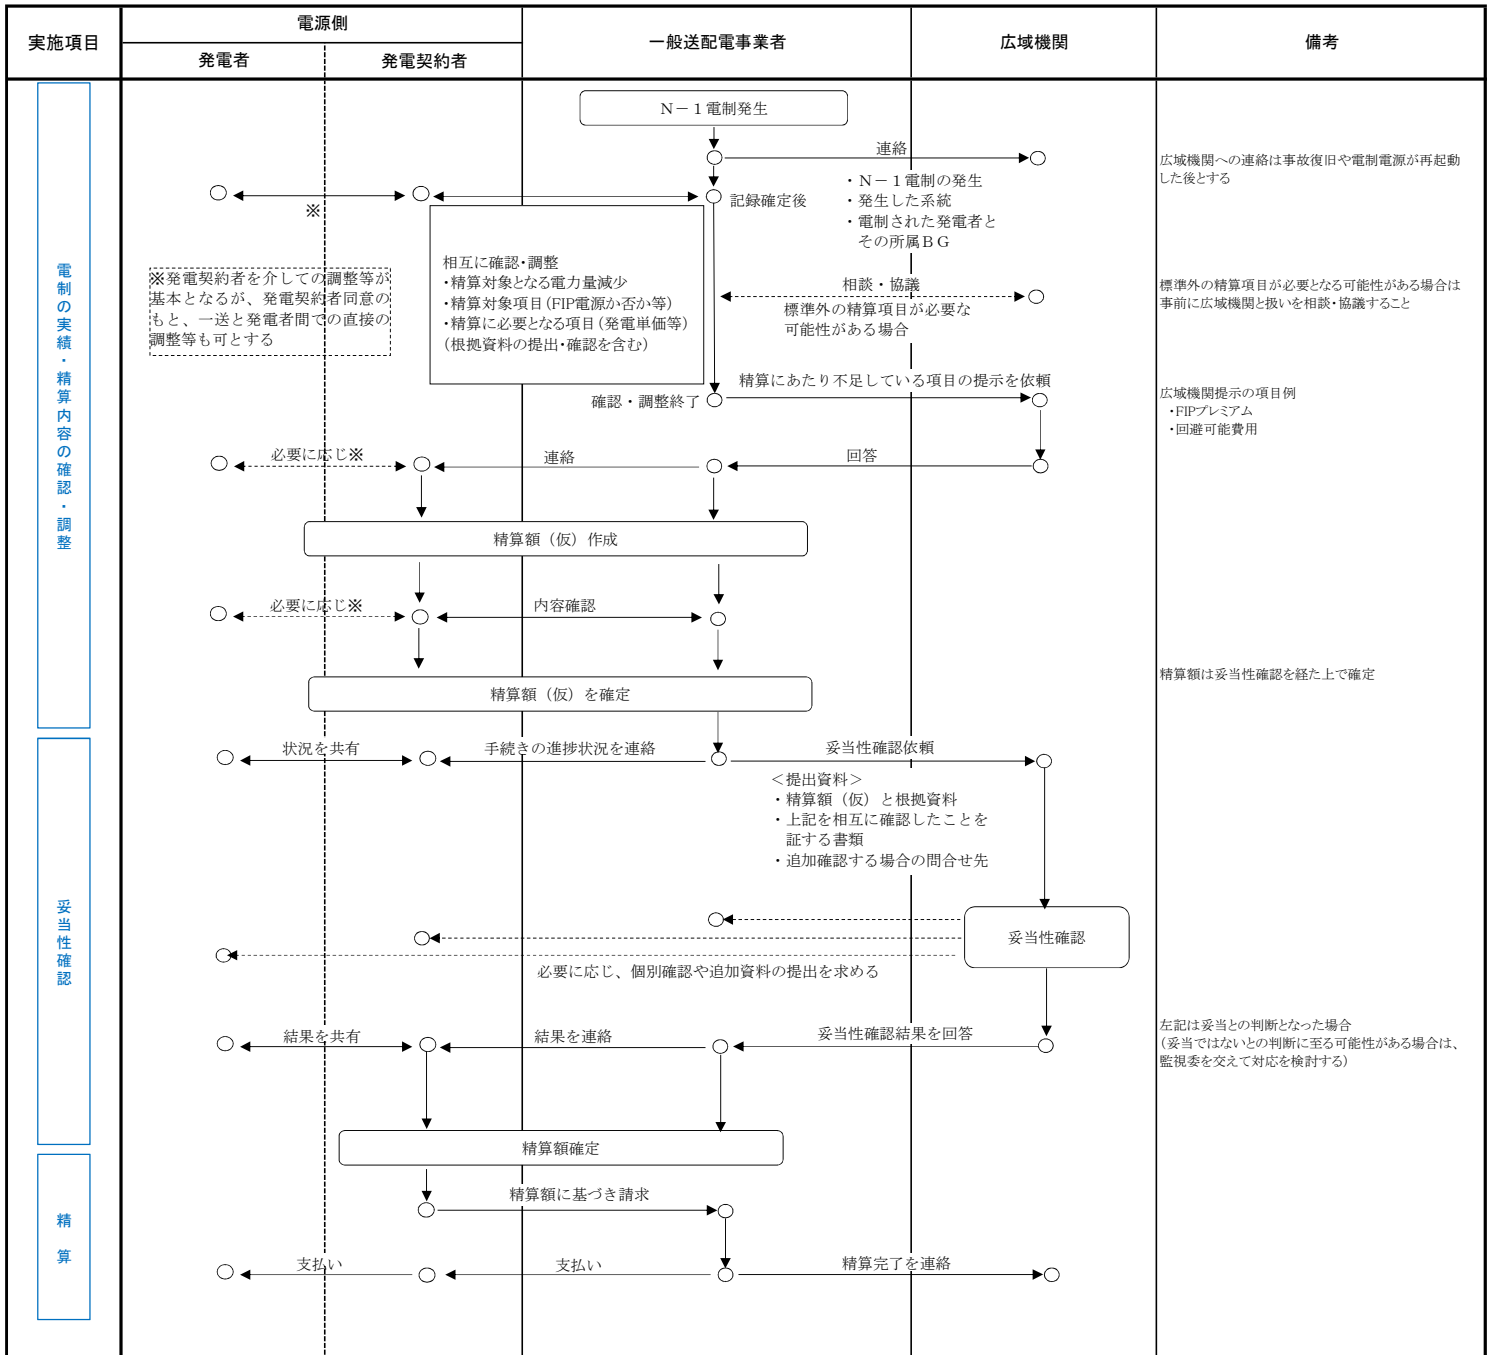 実施項目
電源側
発電者
発電契約者
一般送配電事業者
広域機関
備考
電制の実績・精算内容の確認・調整
N－1電制発生
連絡
広域機関への連絡は事故復旧や電制電源が再起動
した後とする
・N－1電制の発生
・発生した系統
・電制された発電者と
その所属BG
記録確定後
※
※発電契約者を介しての調整等が
基本となるが、発電契約者同意の
もと、一送と発電者間での直接の
調整等も可とする
相互に確認・調整
・精算対象となる電力量減少
・精算対象項目(FIP電源か否か等)
・精算に必要となる項目(発電単価等)
(根拠資料の提出・確認を含む)
相談・協議
標準外の精算項目が必要な
可能性がある場合
標準外の精算項目が必要となる可能性がある場合は
事前に広域機関と扱いを相談・協議すること
精算にあたり不足している項目の提示を依頼
確認・調整終了
広域機関提示の項目例
・FIPプレミアム
・回避可能費用
必要に応じ※
連絡
回答
精算額（仮）作成
必要に応じ※
内容確認
精算額（仮）を確定
精算額は妥当性確認を経た上で確定
妥当性確認
状況を共有
手続きの進捗状況を連絡
妥当性確認依頼
＜提出資料＞
・精算額（仮）と根拠資料
・上記を相互に確認したことを
証する書類
・追加確認する場合の問合せ先
妥当性確認
必要に応じ、個別確認や追加資料の提出を求める
結果を共有
結果を連絡
妥当性確認結果を回答
左記は妥当との判断となった場合
(妥当ではないとの判断に至る可能性がある場合は、
監視委を交えて対応を検討する)
精算額確定
精算
精算額に基づき請求
支払い
支払い
精算完了を連絡